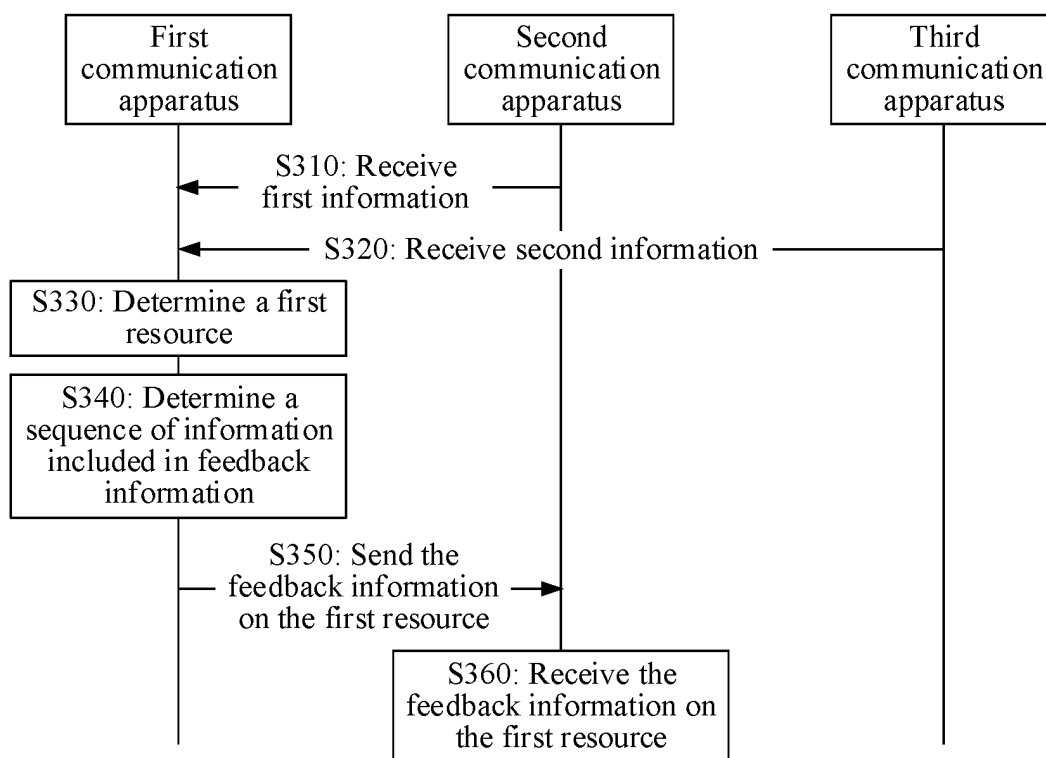 First
communication
apparatus
Second
communication
apparatus
Third
communication
apparatus
S310: Receive
first information
S320: Receive second information
S330: Determine a first
resource
S340: Determine a
sequence of information
included in feedback
information
S350: Send the
feedback information
on the first resource
S360: Receive the
feedback information on
the first resource